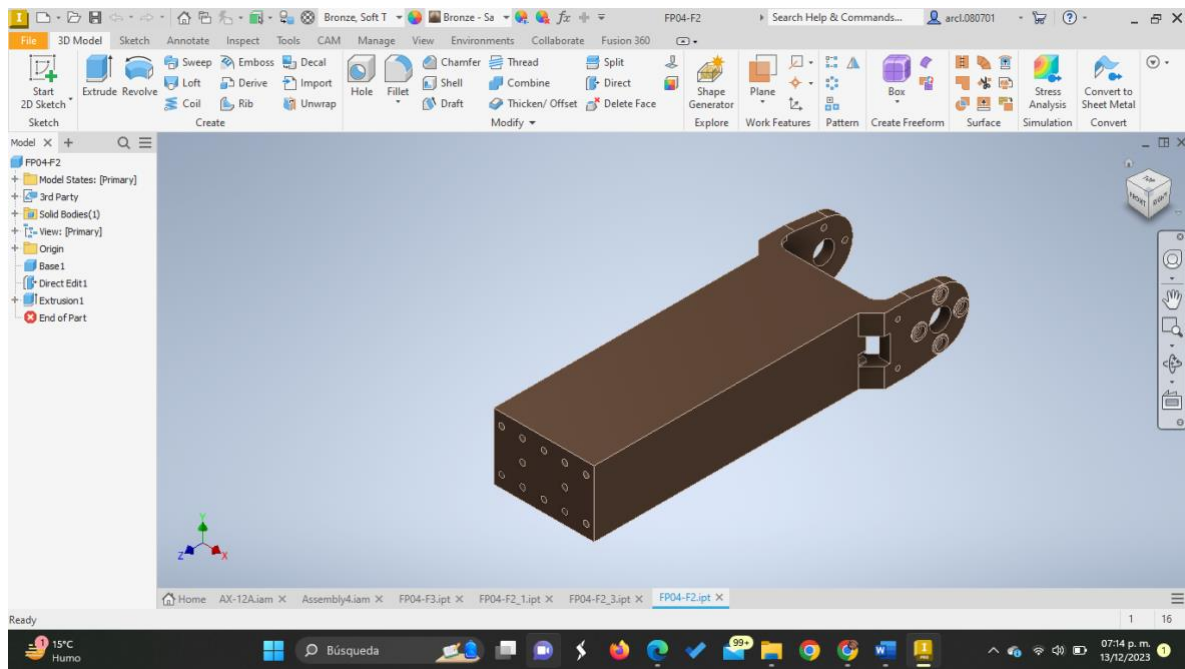 Bronze, Soft T Bronze - Sa fx FP04-F2 Search Help & Commands... arcl.080701
File 3D Model Sketch Annotate Inspect Tools CAM Manage View Environments Collaborate Fusion 360
Sweep Emboss Decal Chamfer Thread Split
Start 2D Sketch Extrude Revolve Loft Derive Import Hole Fillet Shell Combine Direct Shape Generator Plane Box Stress Analysis Convert to Sheet Metal
Coil Rib Unwrap Draft Thicken/ Offset Delete Face
Sketch Create Modify Explore Work Features Pattern Create Freeform Surface Simulation Convert
Model × +
FP04-F2
Model States: [Primary]
3rd Party
Solid Bodies(1)
View: [Primary]
Origin
Base1
Direct Edit1
Extrusion1
End of Part
FRONT
Y
Z X
Home AX-12A.iam × Assembly4.iam × FP04-F3.ipt × FP04-F2_1.ipt × FP04-F2_3.ipt × FP04-F2.ipt ×
Ready 1 16
1 15°C Búsqueda 99+ 07:14 p. m. 1
Humo 13/12/2023